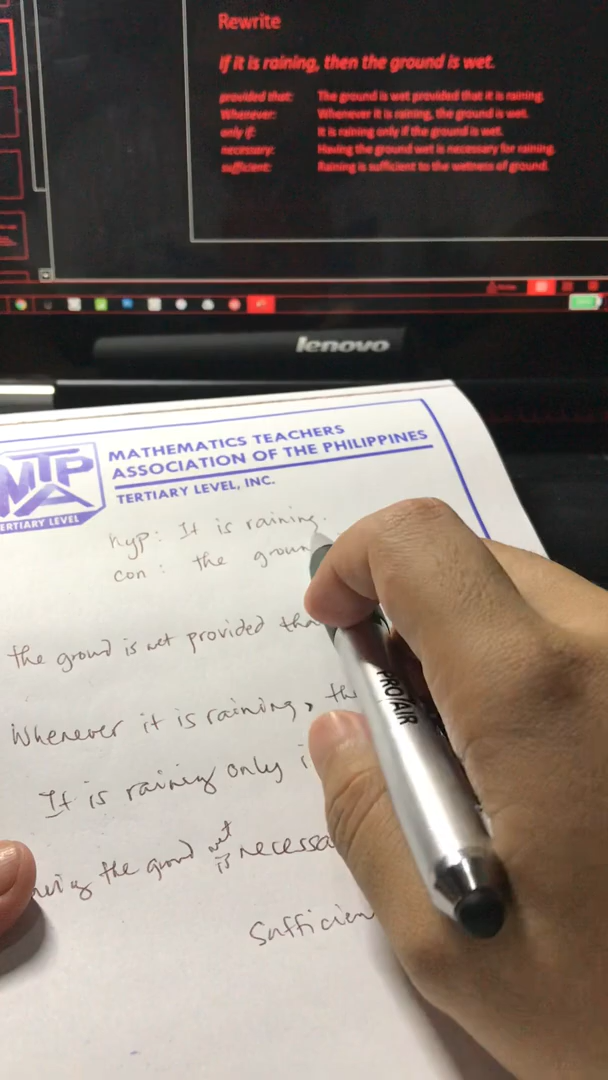 Rewrite
If it is raining, then the ground is wet.
provided that: The ground is wet provided that it is raining.
Whenever: Whenever it is raining, the ground is wet.
only if: It is raining only if the ground is wet.
necessary: Having the ground wet is necessary for raining.
sufficient: Raining is sufficient to the wetness of ground.
lenovo
MTPA
TERTIARY LEVEL
MATHEMATICS TEACHERS
ASSOCIATION OF THE PHILIPPINES
TERTIARY LEVEL, INC.
hyp: It is raining.
con: the groun
the ground is wet provided tha
PRO/AIR
Whenever it is raining, th
It is raining only i
the ground wet is necessa
Sufficien